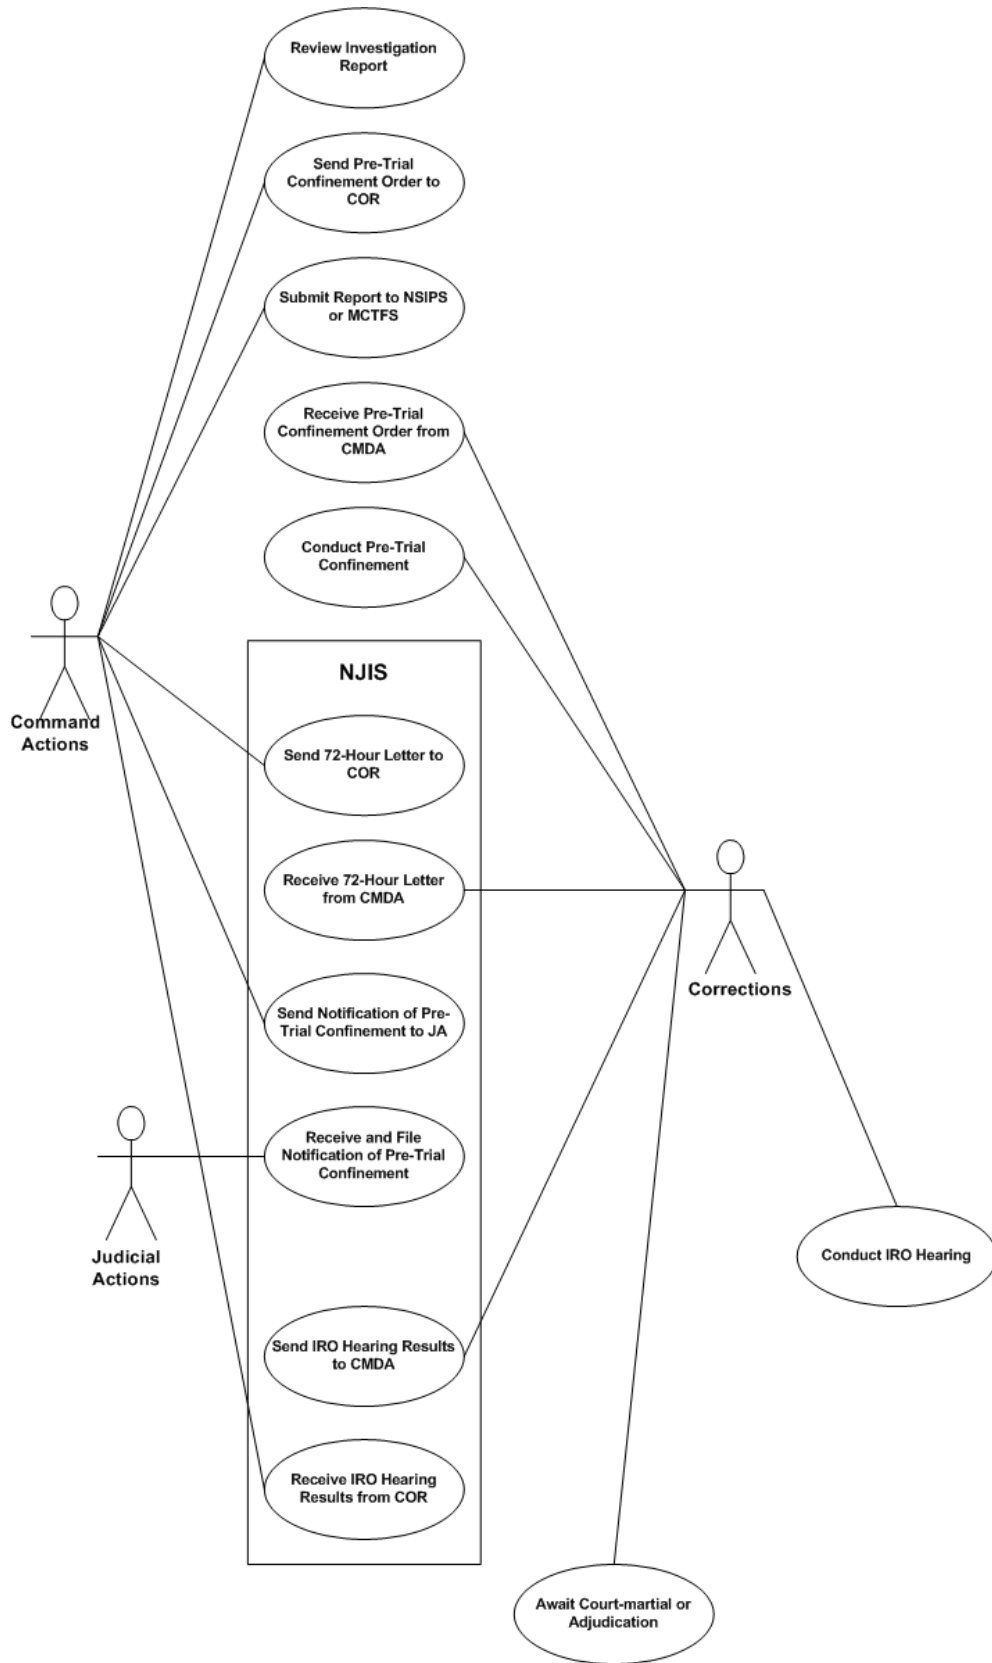 Review Investigation
Report
Send Pre-Trial
Confinement Order to
COR
Submit Report to NSIPS
or MCTFS
Receive Pre-Trial
Confinement Order from
CMDA
Conduct Pre-Trial
Confinement
Command
Actions
NJIS
Send 72-Hour Letter to
COR
Receive 72-Hour Letter
from CMDA
Corrections
Send Notification of Pre-
Trial Confinement to JA
Receive and File
Notification of Pre-Trial
Confinement
Judicial
Actions
Conduct IRO Hearing
Send IRO Hearing Results
to CMDA
Receive IRO Hearing
Results from COR
Await Court-martial or
Adjudication